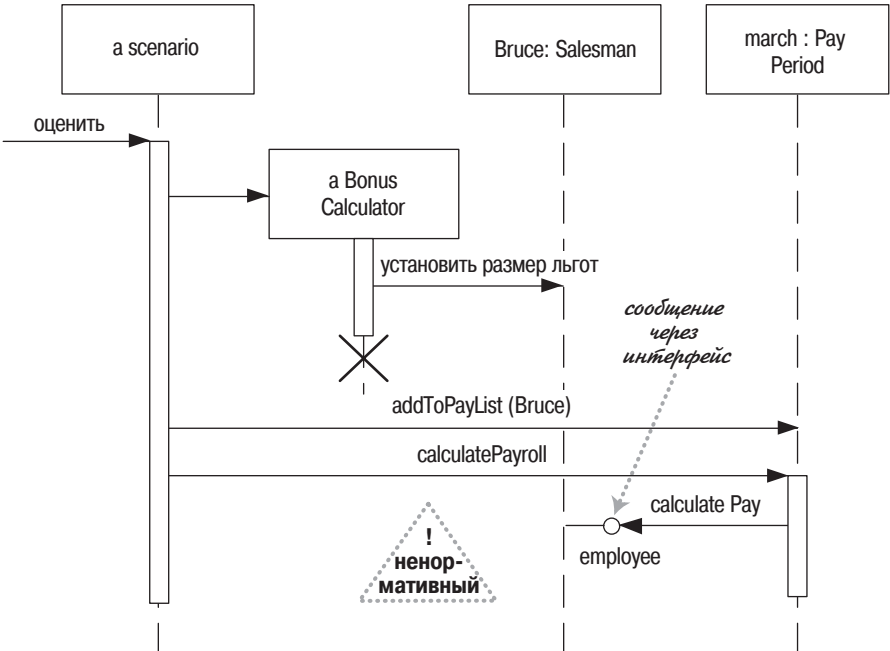 a scenario
Bruce: Salesman
march : Pay
Period
оценить
a Bonus
Calculator
установить размер льгот
сообщение
через
интерфейс
addToPayList (Bruce)
calculatePayroll
calculate Pay
!
ненор-
мативный
employee